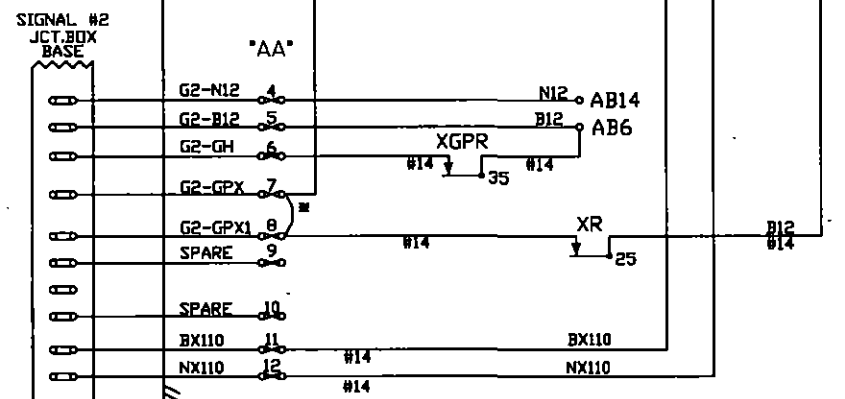 SIGNAL #2
JCT.BOX
BASE
"AA"
G2-N12 4 N12 AB14
G2-B12 5 B12 AB6
G2-GH 6 #14 XGPR 35 #14
G2-GPX 7
G2-GPX1 8 #14 XR 25 B12 #14
SPARE 9
SPARE 10
BX110 11 #14 BX110
NX110 12 #14 NX110